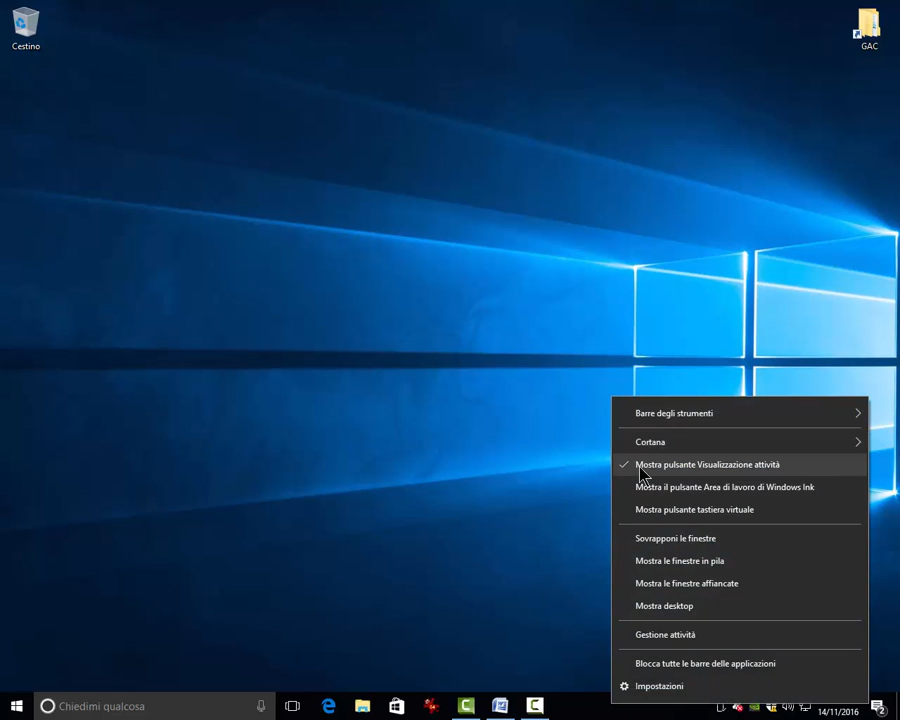 Cestino
GAC
Barre degli strumenti
Cortana
Mostra pulsante Visualizzazione attività
Mostra il pulsante Area di lavoro di Windows Ink
Mostra pulsante tastiera virtuale
Sovrapponi le finestre
Mostra le finestre in pila
Mostra le finestre affiancate
Mostra desktop
Gestione attività
Blocca tutte le barre delle applicazioni
Impostazioni
Chiedimi qualcosa
14/11/2016
2